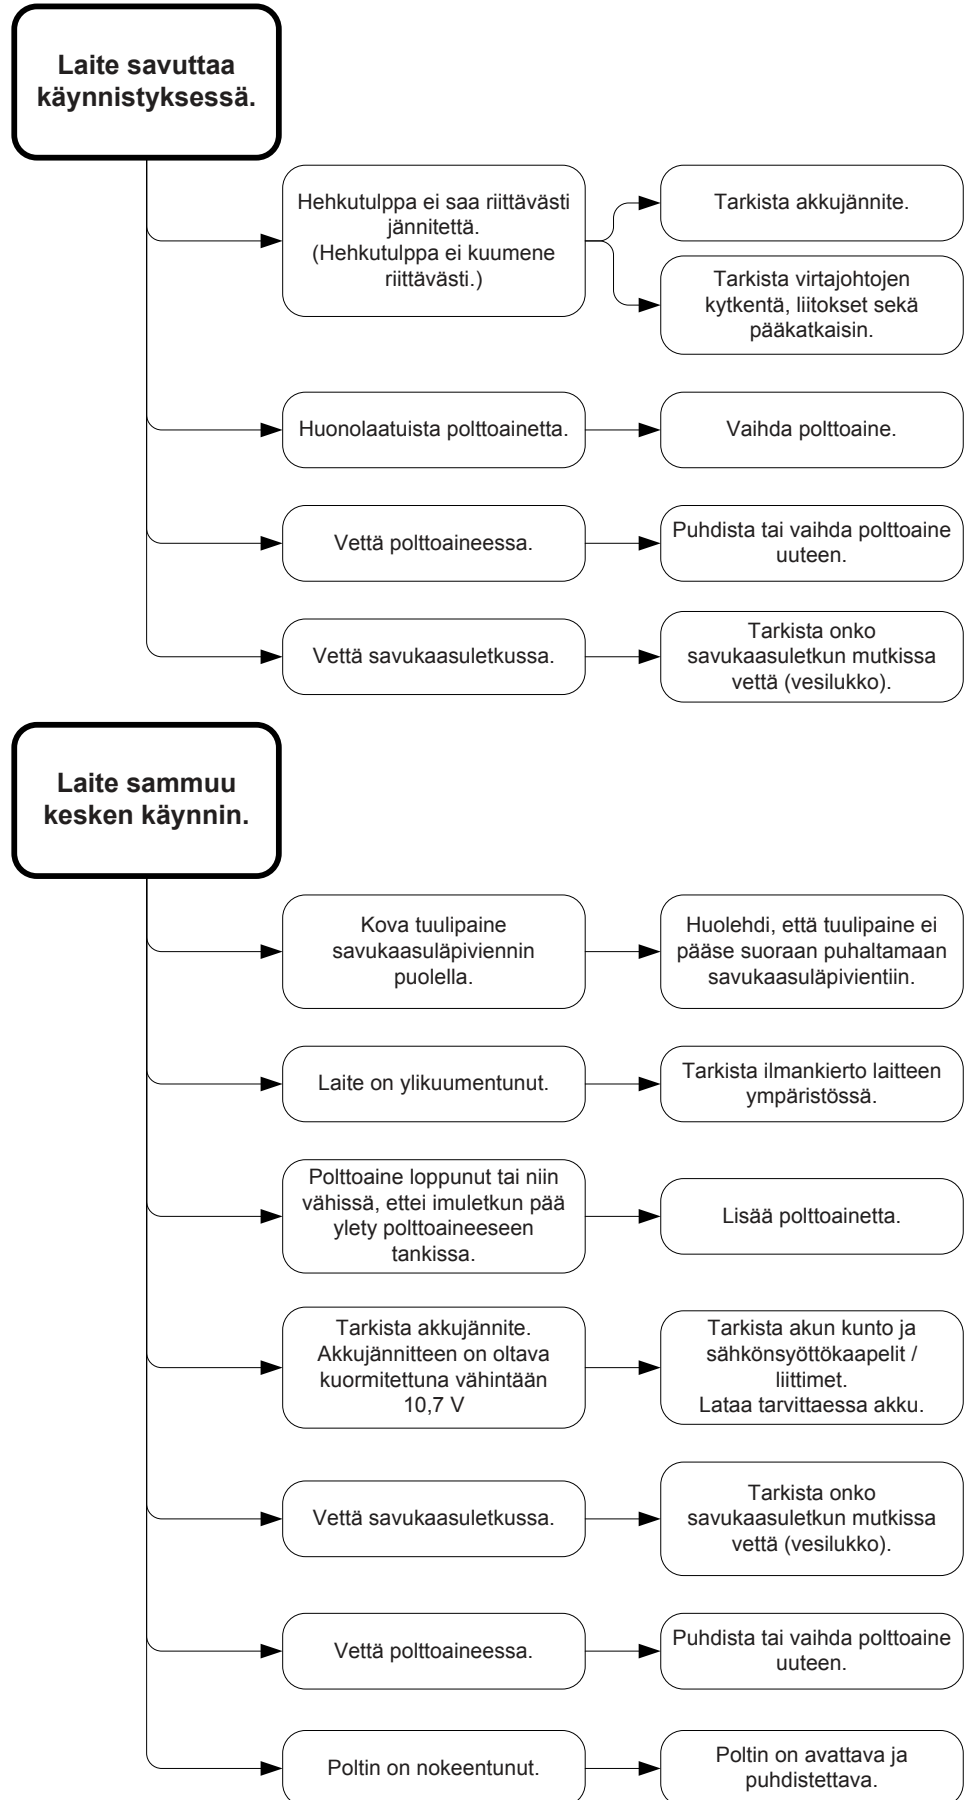 Laite savuttaa
käynnistyksessä.
Hehkutulppa ei saa riittävästi
jännitettä.
(Hehkutulppa ei kuumene
riittävästi.)
Tarkista akkujännite.
Tarkista virtajohtojen
kytkentä, liitokset sekä
pääkatkaisin.
Huonolaatuista polttoainetta.
Vaihda polttoaine.
Vettä polttoaineessa.
Puhdista tai vaihda polttoaine
uuteen.
Vettä savukaasuletkussa.
Tarkista onko
savukaasuletkun mutkissa
vettä (vesilukko).
Laite sammuu
kesken käynnin.
Kova tuulipaine
savukaasuläpiviennin
puolella.
Huolehdi, että tuulipaine ei
pääse suoraan puhaltamaan
savukaasuläpivientiin.
Laite on ylikuumentunut.
Tarkista ilmankierto laitteen
ympäristössä.
Polttoaine loppunut tai niin
vähissä, ettei imuletkun pää
ylety polttoaineeseen
tankissa.
Lisää polttoainetta.
Tarkista akkujännite.
Akkujännitteen on oltava
kuormitettuna vähintään
10,7 V
Tarkista akun kunto ja
sähkönsyöttökaapelit /
liittimet.
Lataa tarvittaessa akku.
Vettä savukaasuletkussa.
Tarkista onko
savukaasuletkun mutkissa
vettä (vesilukko).
Vettä polttoaineessa.
Puhdista tai vaihda polttoaine
uuteen.
Poltin on nokeentunut.
Poltin on avattava ja
puhdistettava.